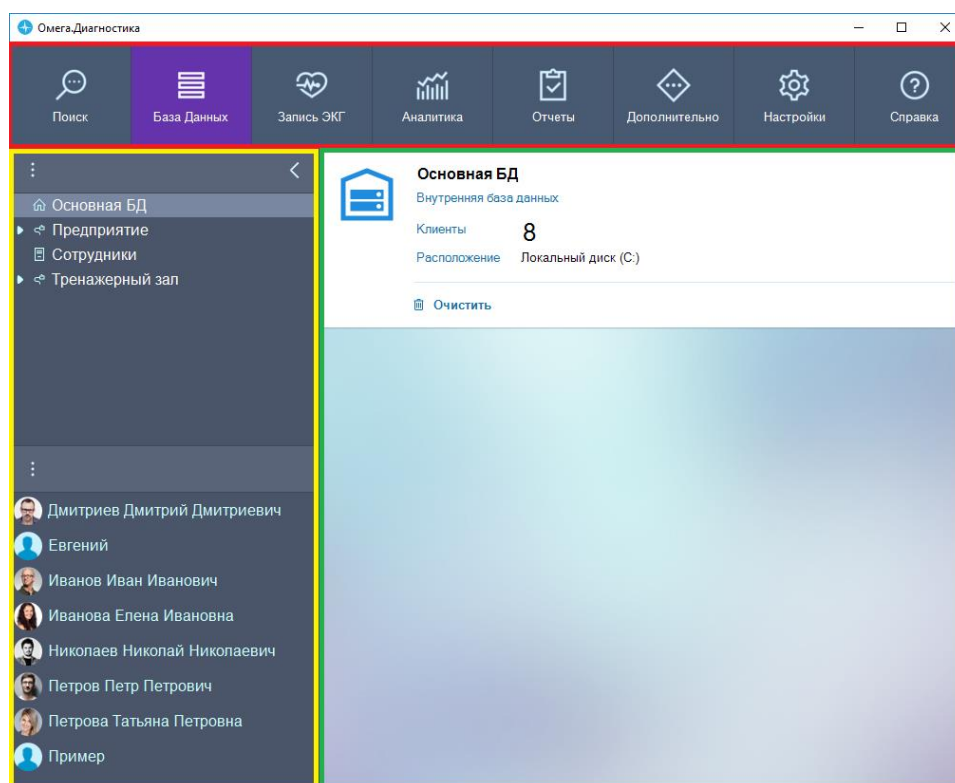 Омега.Диагностика
Поиск
База Данных
Запись ЭКГ
Аналитика
Отчеты
Дополнительно
Настройки
Справка
Основная БД
Предприятие
Сотрудники
Тренажерный зал
Дмитриев Дмитрий Дмитриевич
Евгений
Иванов Иван Иванович
Иванова Елена Ивановна
Николаев Николай Николаевич
Петров Петр Петрович
Петрова Татьяна Петровна
Пример
Основная БД
Внутренняя база данных
Клиенты 8
Расположение Локальный диск (C:)
Очистить